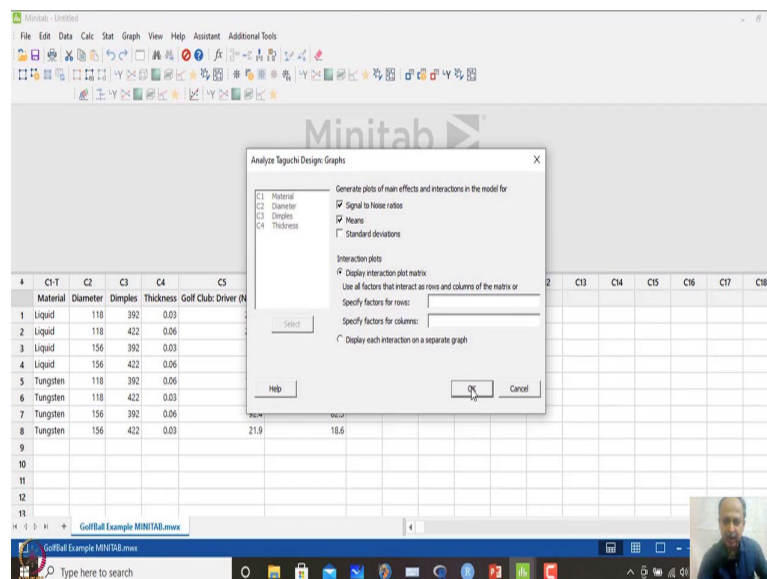 Minitab - Untitled
File Edit Data Calc Stat Graph View Help Assistant Additional Tools
Minitab
Analyze Taguchi Design: Graphs X
C1 Material
C2 Diameter
C3 Dimples
C4 Thickness
Select
Generate plots of main effects and interactions in the model for
Signal to Noise ratios
Means
Standard deviations
Interaction plots
Display interaction plot matrix
Use all factors that interact as rows and columns of the matrix or
Specify factors for rows:
Specify factors for columns:
Display each interaction on a separate graph
Help OK Cancel
C1-T C2 C3 C4 C5 C13 C14 C15 C16 C17 C18
Material Diameter Dimples Thickness Golf Club: Driver (N
1 Liquid 118 392 0.03
2 Liquid 118 422 0.06
3 Liquid 156 392 0.03
4 Liquid 156 422 0.06
5 Tungsten 118 392 0.06
6 Tungsten 118 422 0.03
7 Tungsten 156 392 0.06
8 Tungsten 156 422 0.03 21.9 18.6
9
10
11
12
13
GolfBall Example MINITAB.mwx
GolfBall Example MINITAB.mwx
Type here to search